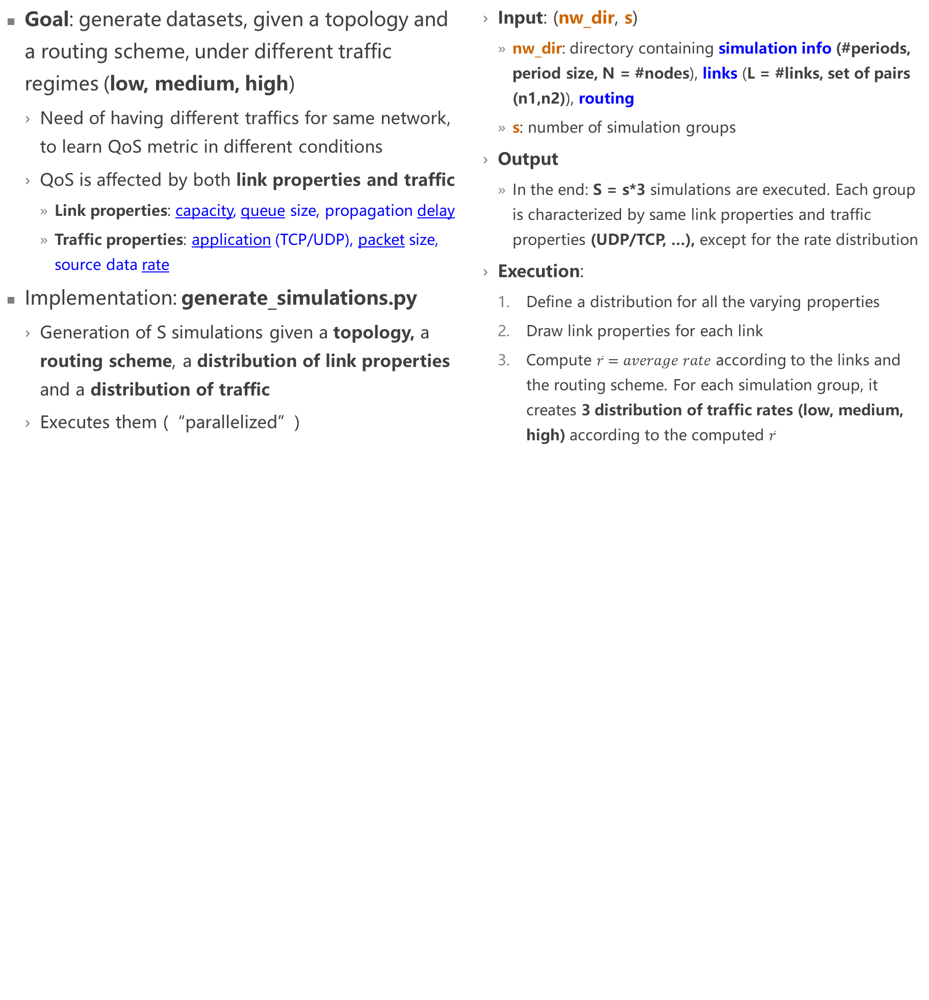 ▪ Goal: generate datasets, given a topology and
a routing scheme, under different traffic
regimes (low, medium, high)
› Need of having different traffics for same network,
to learn QoS metric in different conditions
› QoS is affected by both link properties and traffic
» Link properties: capacity, queue size, propagation delay
» Traffic properties: application (TCP/UDP), packet size,
source data rate
▪ Implementation: generate_simulations.py
› Generation of S simulations given a topology, a
routing scheme, a distribution of link properties
and a distribution of traffic
› Executes them (“parallelized”)
› Input: (nw_dir, s)
» nw_dir: directory containing simulation info (#periods,
period size, N = #nodes), links (L = #links, set of pairs
(n1,n2)), routing
» s: number of simulation groups
› Output
» In the end: S = s*3 simulations are executed. Each group
is characterized by same link properties and traffic
properties (UDP/TCP, …), except for the rate distribution
› Execution:
1. Define a distribution for all the varying properties
2. Draw link properties for each link
3. Compute r̄ = average rate according to the links and
the routing scheme. For each simulation group, it
creates 3 distribution of traffic rates (low, medium,
high) according to the computed r̄